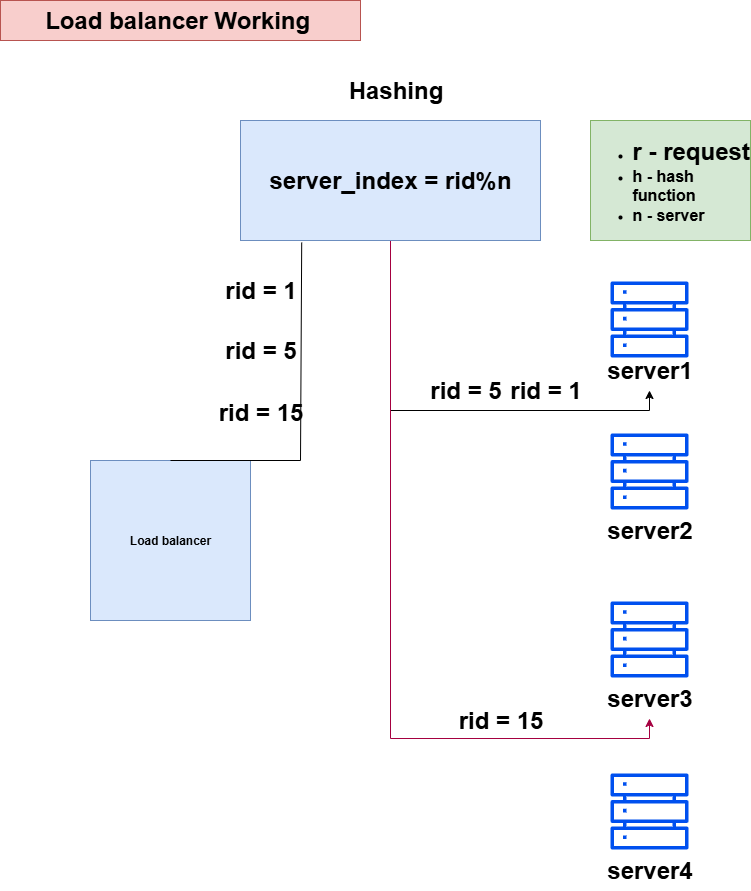 Load balancer Working
Hashing
server_index = rid%n
r - request
h - hash
function
n - server
rid = 1
rid = 5
rid = 15
Load balancer
server1
rid = 5 rid = 1
server2
server3
rid = 15
server4